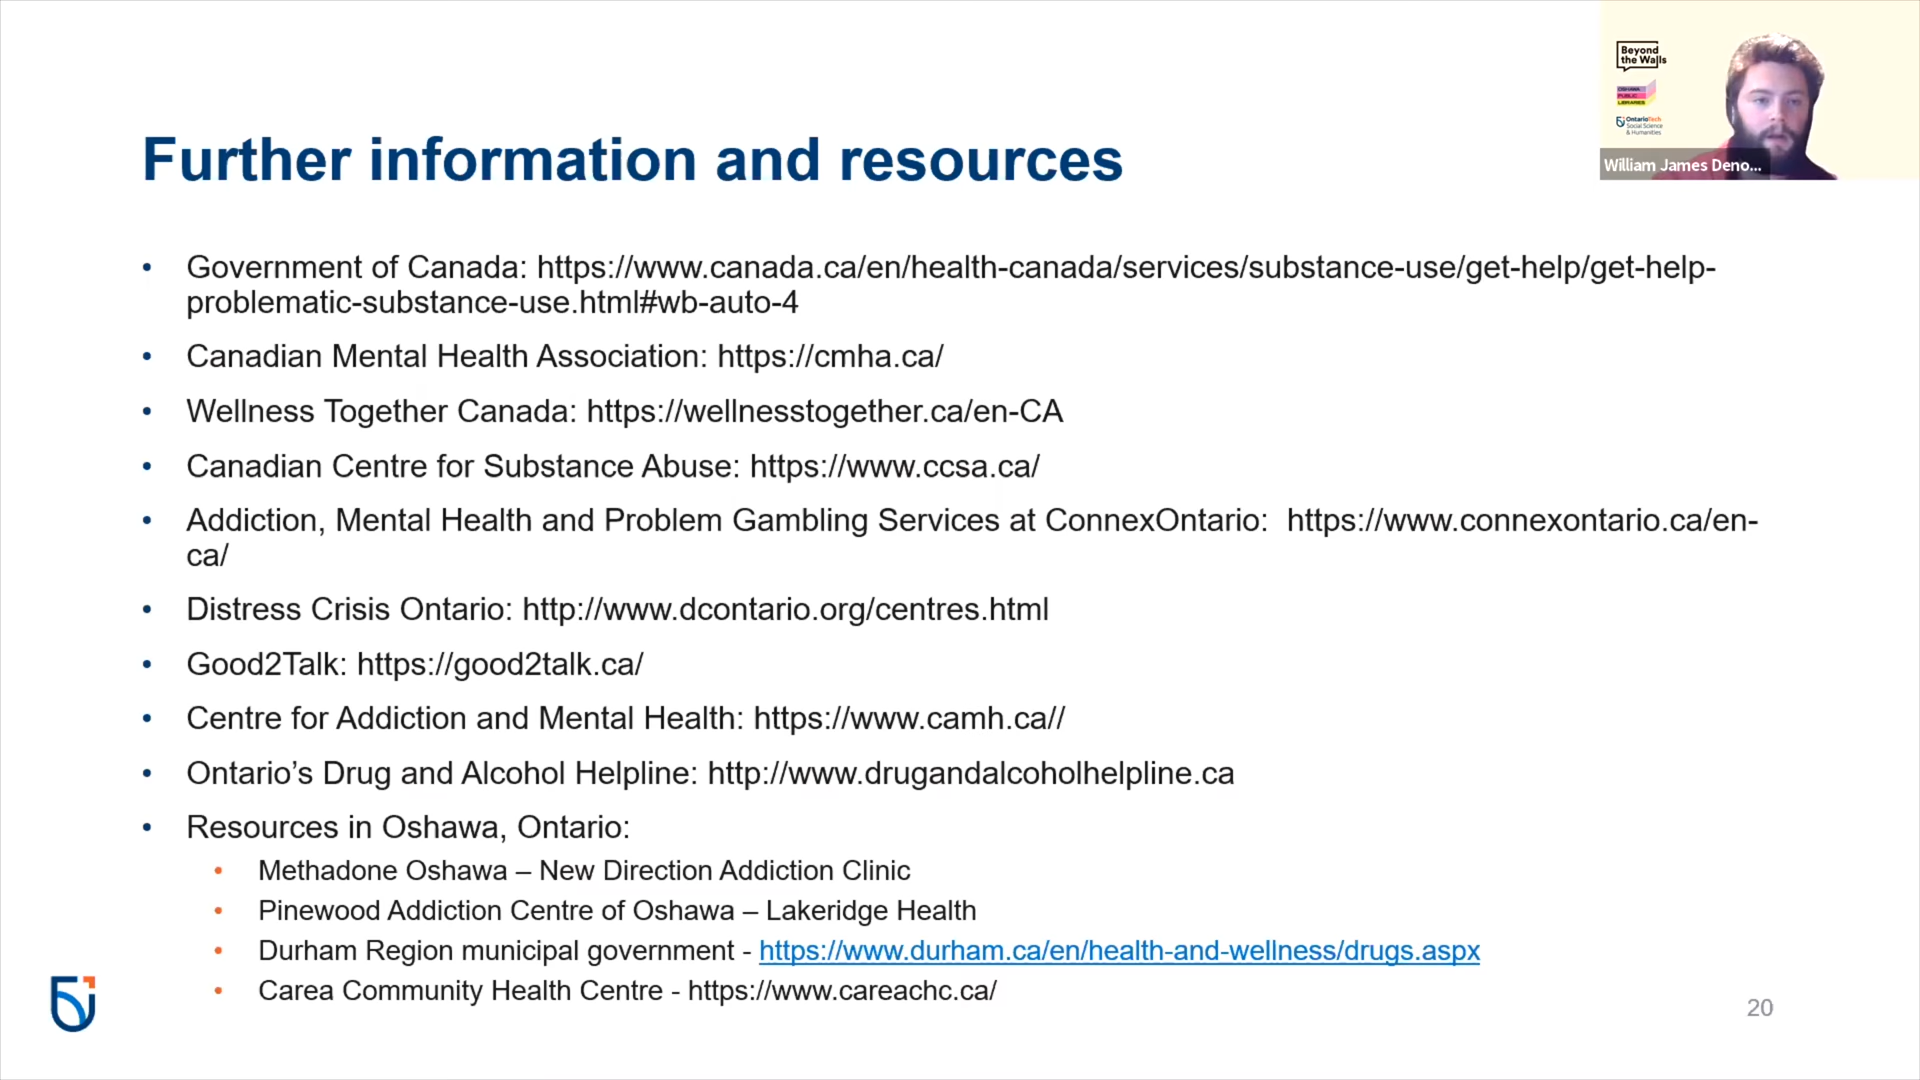 Beyond
the Walls
OSHAWA
PUBLIC
LIBRARIES
OntarioTech
Social Science
& Humanities
William James Deno...
Further information and resources
• Government of Canada: https://www.canada.ca/en/health-canada/services/substance-use/get-help/get-help-
problematic-substance-use.html#wb-auto-4
• Canadian Mental Health Association: https://cmha.ca/
• Wellness Together Canada: https://wellnesstogether.ca/en-CA
• Canadian Centre for Substance Abuse: https://www.ccsa.ca/
• Addiction, Mental Health and Problem Gambling Services at ConnexOntario:  https://www.connexontario.ca/en-
ca/
• Distress Crisis Ontario: http://www.dcontario.org/centres.html
• Good2Talk: https://good2talk.ca/
• Centre for Addiction and Mental Health: https://www.camh.ca//
• Ontario’s Drug and Alcohol Helpline: http://www.drugandalcoholhelpline.ca
• Resources in Oshawa, Ontario:
• Methadone Oshawa – New Direction Addiction Clinic
• Pinewood Addiction Centre of Oshawa – Lakeridge Health
• Durham Region municipal government - https://www.durham.ca/en/health-and-wellness/drugs.aspx
• Carea Community Health Centre - https://www.careachc.ca/
20